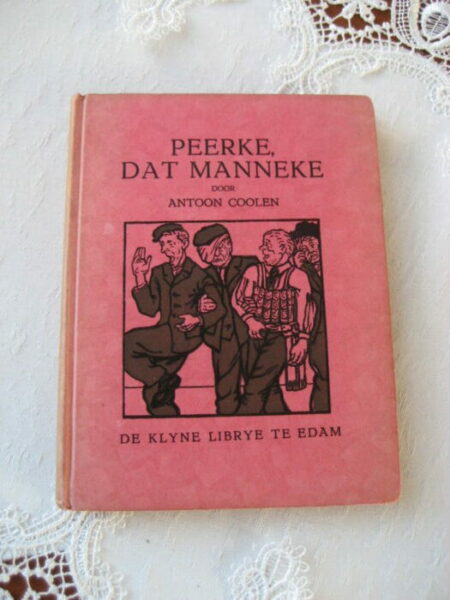 PEERKE,
DAT MANNEKE
DOOR
ANTOON COOLEN
DE KLYNE LIBRYE TE EDAM